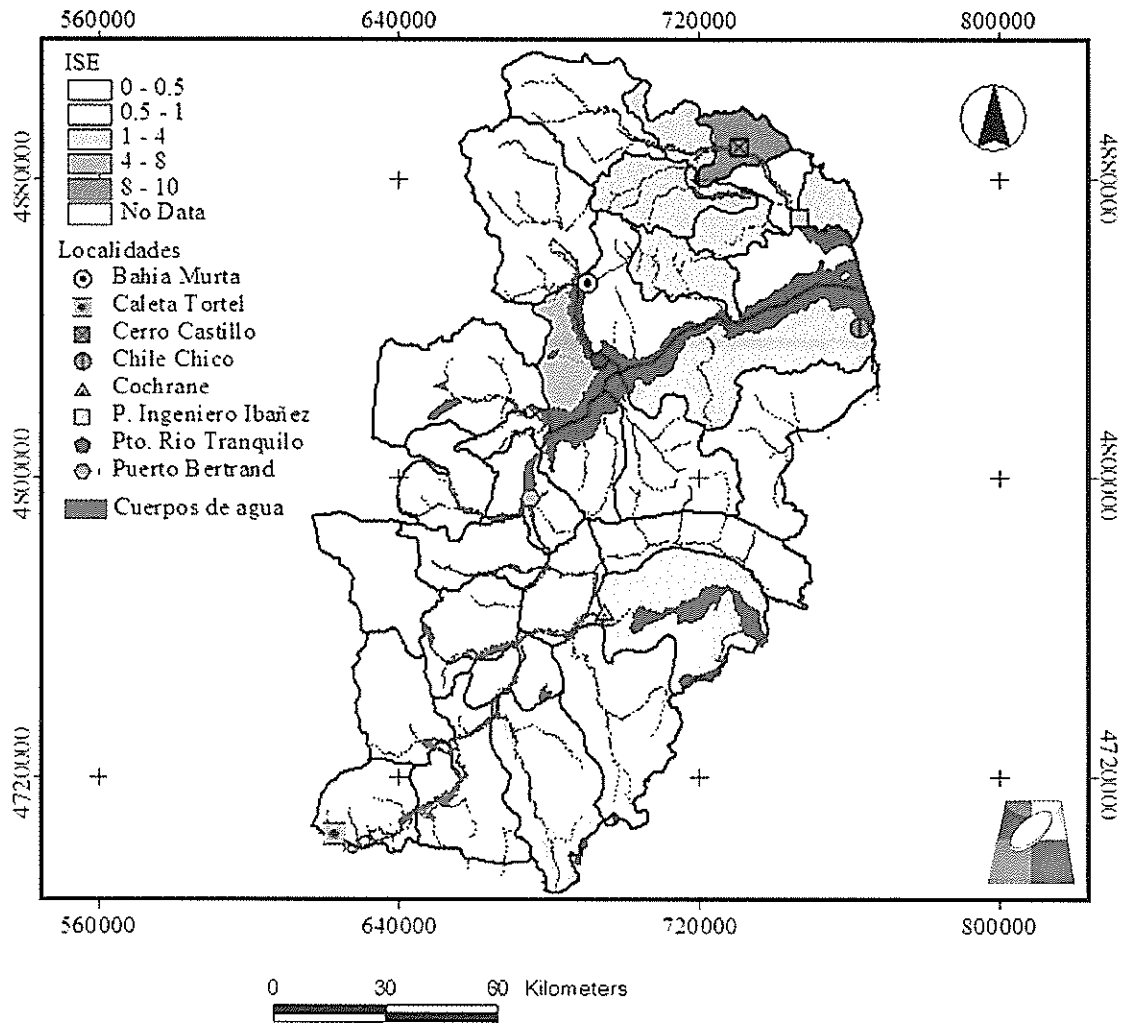 560000 640000 720000 800000
ISE
0 - 0.5
0.5 - 1
1 - 4
4 - 8
8 - 10
No Data
Localidades
Bahia Murta
Caleta Tortel
Cerro Castillo
Chile Chico
Cochrane
P. Ingeniero Ibañez
Pto. Rio Tranquilo
Puerto Bertrand
Cuerpos de agua
4880000
4800000
4720000
4880000
4800000
4720000
560000 640000 720000 800000
0 30 60 Kilometers